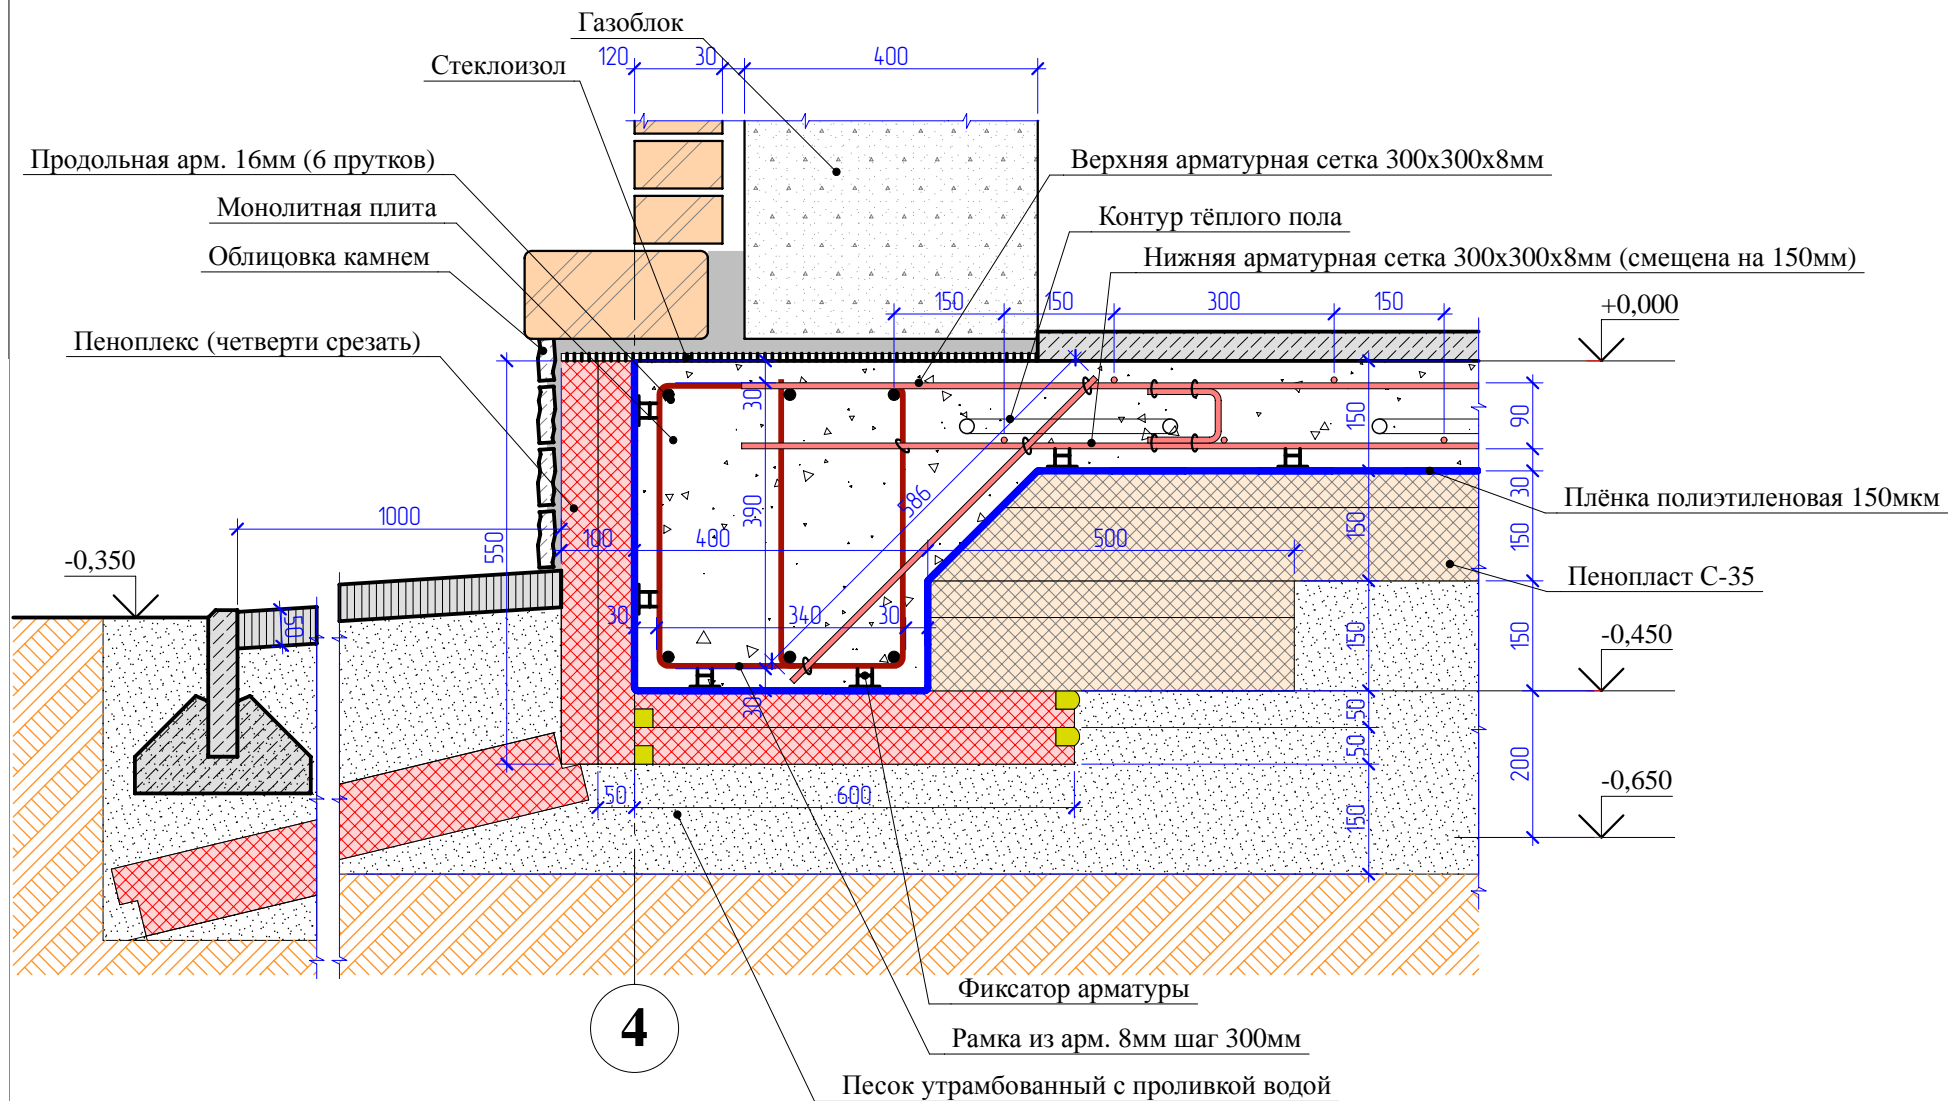 Газоблок
120
30
400
Стеклоизол
Продольная арм. 16мм (6 прутков)
Верхняя арматурная сетка 300х300х8мм
Монолитная плита
Контур тёплого пола
Облицовка камнем
Нижняя арматурная сетка 300х300х8мм (смещена на 150мм)
150
150
300
150
+0,000
Пеноплекс (четверти срезать)
30
150
90
586
30
Плёнка полиэтиленовая 150мкм
1000
550
390
100
400
500
150
150
-0,350
Пенопласт С-35
50
30
340
30
150
150
-0,450
30
50
50
200
-0,650
50
600
150
Фиксатор арматуры
4
Рамка из арм. 8мм шаг 300мм
Песок утрамбованный с проливкой водой